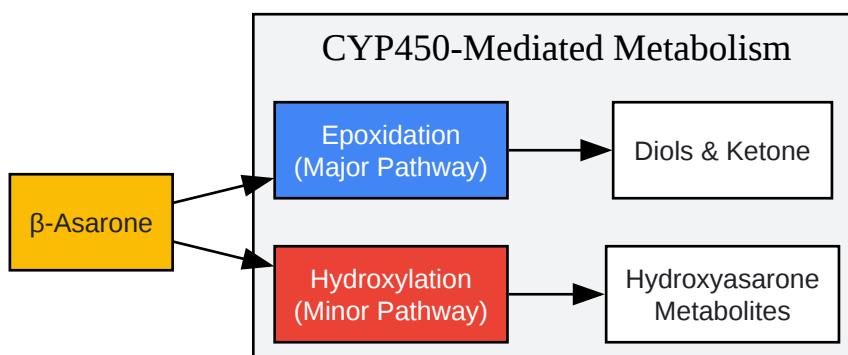 CYP450-Mediated Metabolism
β-Asarone
Epoxidation
(Major Pathway)
Diols & Ketone
Hydroxylation
(Minor Pathway)
Hydroxyasarone
Metabolites